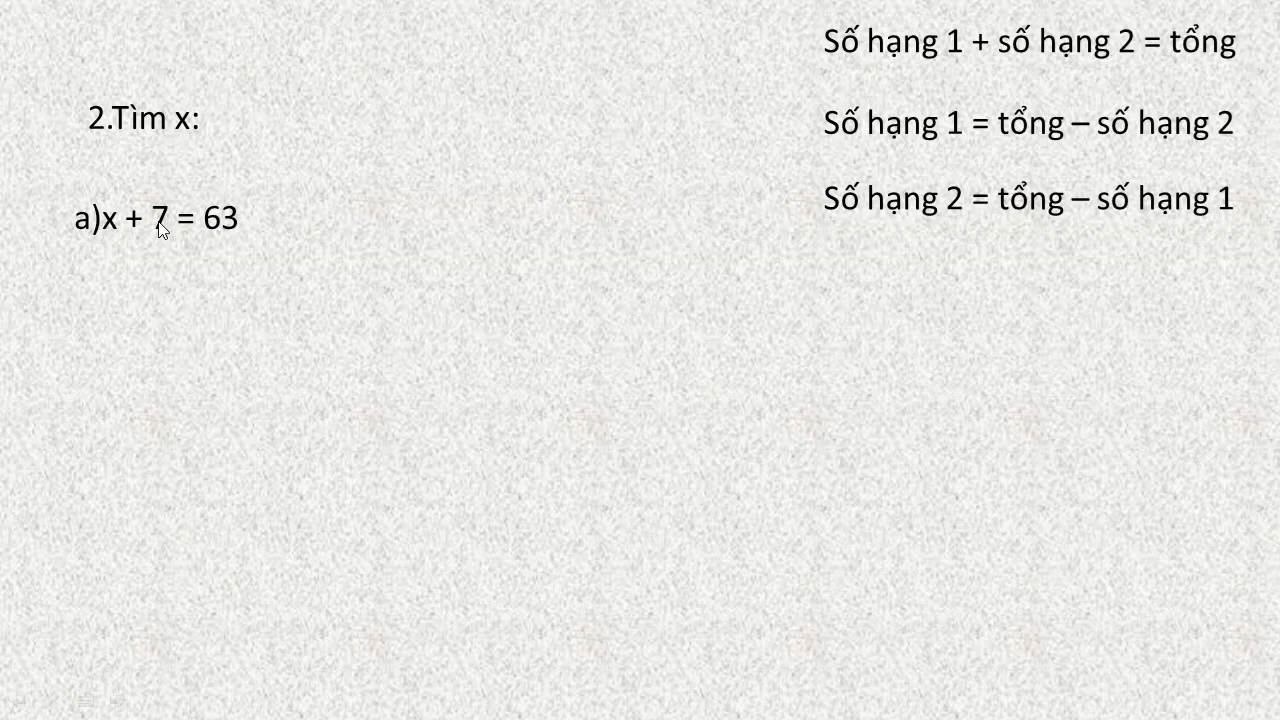 Số hạng 1 + số hạng 2 = tổng
2.Tìm x:
Số hạng 1 = tổng – số hạng 2
Số hạng 2 = tổng – số hạng 1
a)x + 7 = 63